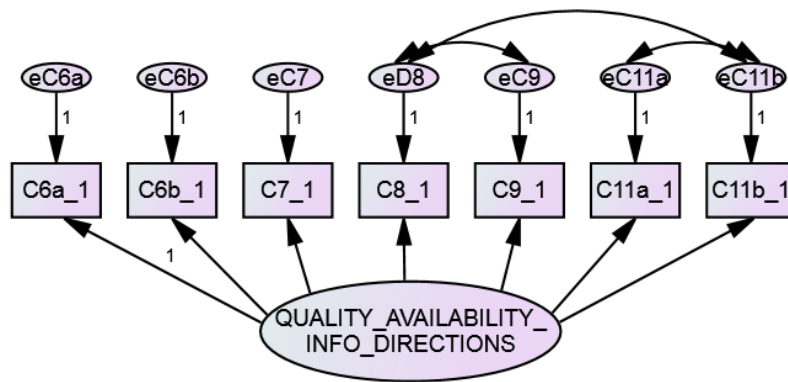 eC6a eC6b eC7 eD8 eC9 eC11a eC11b
1 1 1 1 1 1 1
C6a_1 C6b_1 C7_1 C8_1 C9_1 C11a_1 C11b_1
1
QUALITY_AVAILABILITY_
INFO_DIRECTIONS